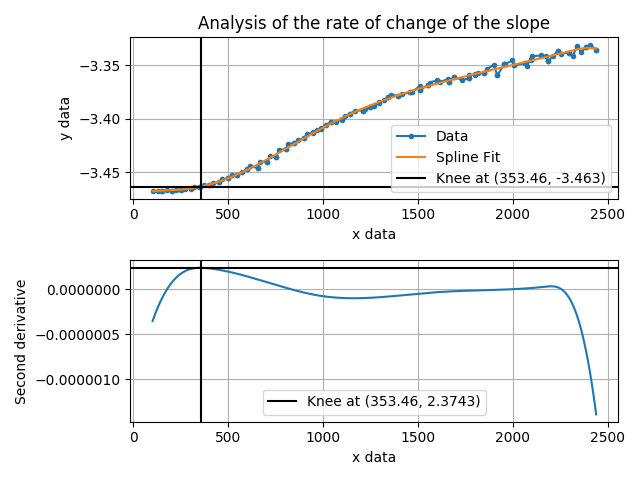 Analysis of the rate of change of the slope
−3.35
−3.40
−3.45
y data
Data
Spline Fit
Knee at (353.46, -3.463)
0 500 1000 1500 2000 2500
x data
0.0000000
−0.0000005
−0.0000010
Second derivative
Knee at (353.46, 2.3743)
0 500 1000 1500 2000 2500
x data